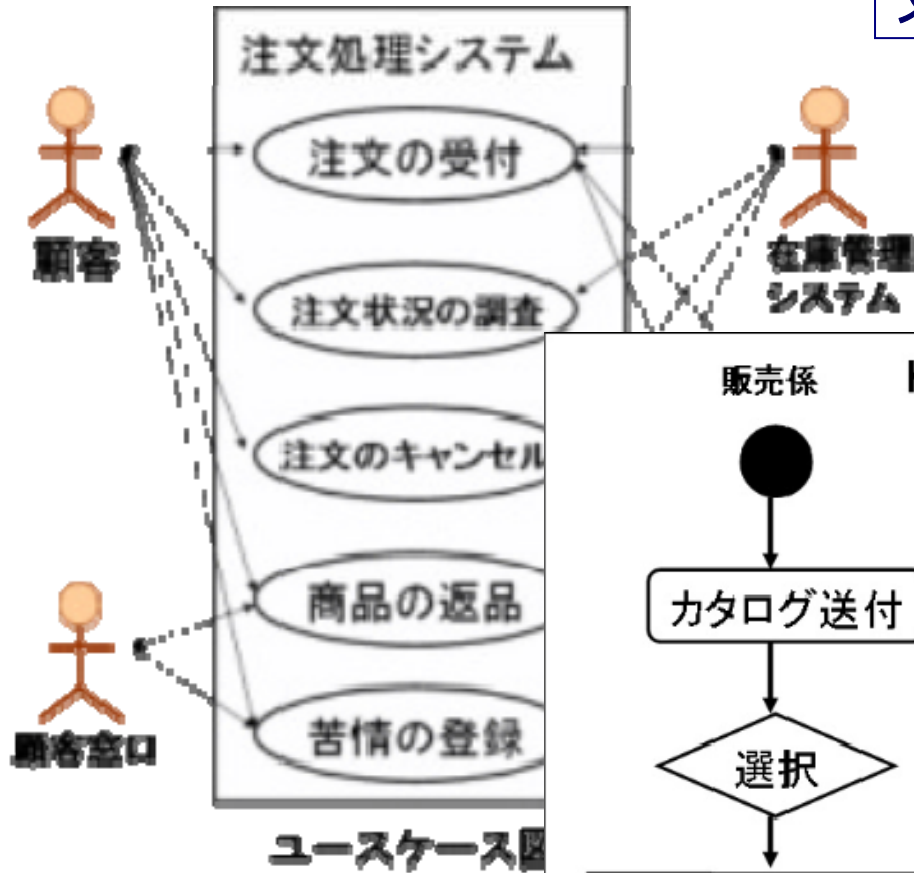 注文処理システム
注文の受付
顧客
在庫管理
システム
注文状況の調査
注文のキャンセル
商品の返品
顧客窓口
苦情の登録
ユースケース図
販売係
カタログ送付
選択